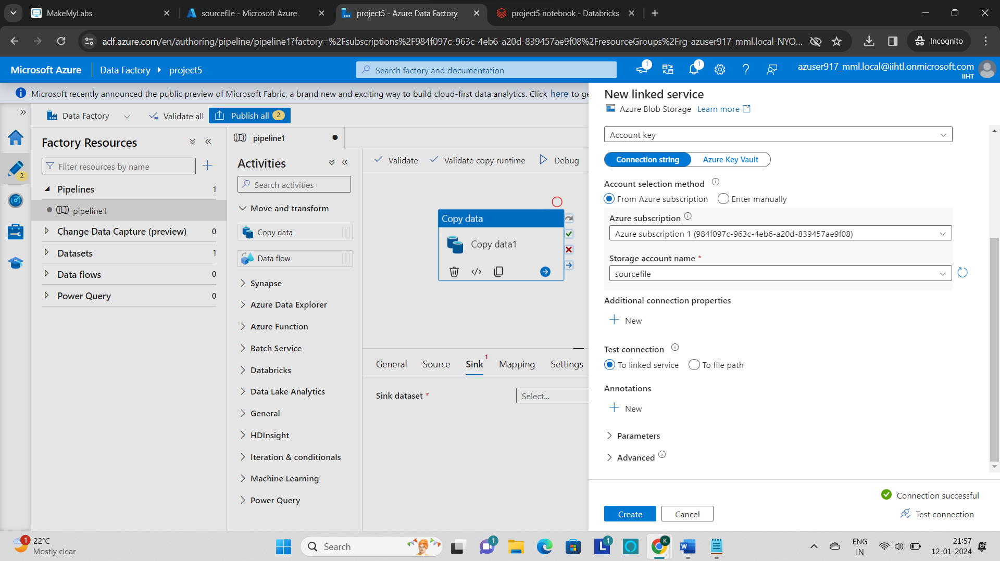 MakeMyLabs
sourcefile - Microsoft Azure
project5 - Azure Data Factory
project5 notebook - Databricks
adf.azure.com/en/authoring/pipeline/pipeline1?factory=%2Fsubscriptions%2F984f097c-963c-4eb6-a20d-839457ae9f08%2FresourceGroups%2Frg-azuser917_mml.local-NYO...
Incognito
Microsoft Azure
Data Factory
project5
Search factory and documentation
1
1
azuser917_mml.local@iihtl.onmicrosoft.com
IIHT
Microsoft recently announced the public preview of Microsoft Fabric, a brand new and exciting way to build cloud-first data analytics. Click here to ge
Data Factory
Validate all
Publish all 2
2
Factory Resources
Filter resources by name
Pipelines 1
pipeline1
Change Data Capture (preview) 0
Datasets 1
Data flows 0
Power Query 0
pipeline1
Activities
Search activities
Move and transform
Copy data
Data flow
Synapse
Azure Data Explorer
Azure Function
Batch Service
Databricks
Data Lake Analytics
General
HDInsight
Iteration & conditionals
Machine Learning
Power Query
Validate
Validate copy runtime
Debug
Copy data
Copy data1
General
Source
Sink 1
Mapping
Settings
Sink dataset *
Select...
New linked service
Azure Blob Storage Learn more
Account key
Connection string
Azure Key Vault
Account selection method
From Azure subscription
Enter manually
Azure subscription
Azure subscription 1 (984f097c-963c-4eb6-a20d-839457ae9f08)
Storage account name *
sourcefile
Additional connection properties
New
Test connection
To linked service
To file path
Annotations
New
Parameters
Advanced
Connection successful
Create
Cancel
Test connection
1
22°C
Mostly clear
Search
1
L
1
K
W
ENG
IN
21:57
12-01-2024